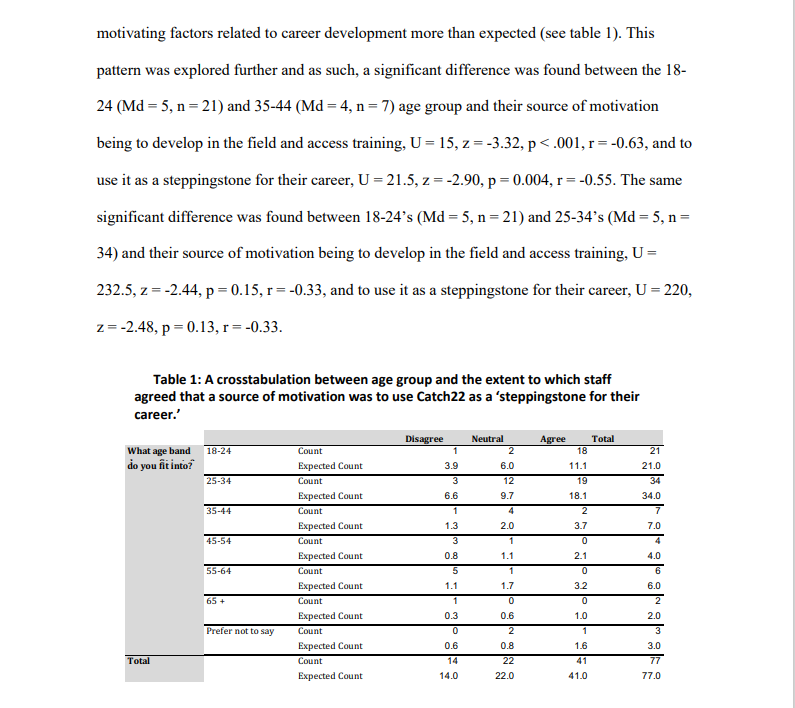 motivating factors related to career development more than expected (see table 1). This
pattern was explored further and as such, a significant difference was found between the 18-
24 (Md = 5, n = 21) and 35-44 (Md = 4, n = 7) age group and their source of motivation
being to develop in the field and access training, U = 15, z = -3.32, p < .001, r = -0.63, and to
use it as a steppingstone for their career, U = 21.5, z = -2.90, p = 0.004, r = -0.55. The same
significant difference was found between 18-24’s (Md = 5, n = 21) and 25-34’s (Md = 5, n =
34) and their source of motivation being to develop in the field and access training, U =
232.5, z = -2.44, p = 0.15, r = -0.33, and to use it as a steppingstone for their career, U = 220,
z = -2.48, p = 0.13, r = -0.33.
Table 1: A crosstabulation between age group and the extent to which staff
agreed that a source of motivation was to use Catch22 as a ‘steppingstone for their
career.’
Disagree Neutral Agree Total
What age band 18-24 Count 1 2 18 21
do you fit into? Expected Count 3.9 6.0 11.1 21.0
25-34 Count 3 12 19 34
Expected Count 6.6 9.7 18.1 34.0
35-44 Count 1 4 2 7
Expected Count 1.3 2.0 3.7 7.0
45-54 Count 3 1 0 4
Expected Count 0.8 1.1 2.1 4.0
55-64 Count 5 1 0 6
Expected Count 1.1 1.7 3.2 6.0
65 + Count 1 0 0 2
Expected Count 0.3 0.6 1.0 2.0
Prefer not to say Count 0 2 1 3
Expected Count 0.6 0.8 1.6 3.0
Total Count 14 22 41 77
Expected Count 14.0 22.0 41.0 77.0